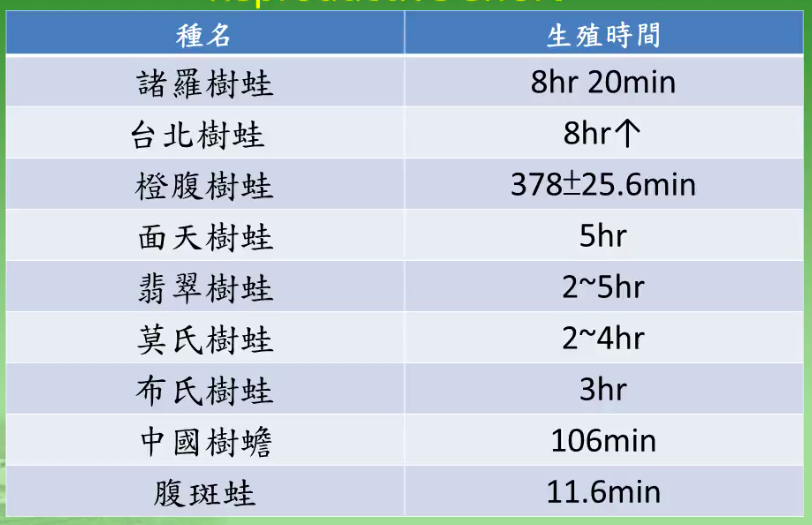 種名 生殖時間
諸羅樹蛙 8hr 20min
台北樹蛙 8hr↑
橙腹樹蛙 378±25.6min
面天樹蛙 5hr
翡翠樹蛙 2~5hr
莫氏樹蛙 2~4hr
布氏樹蛙 3hr
中國樹蟾 106min
腹斑蛙 11.6min